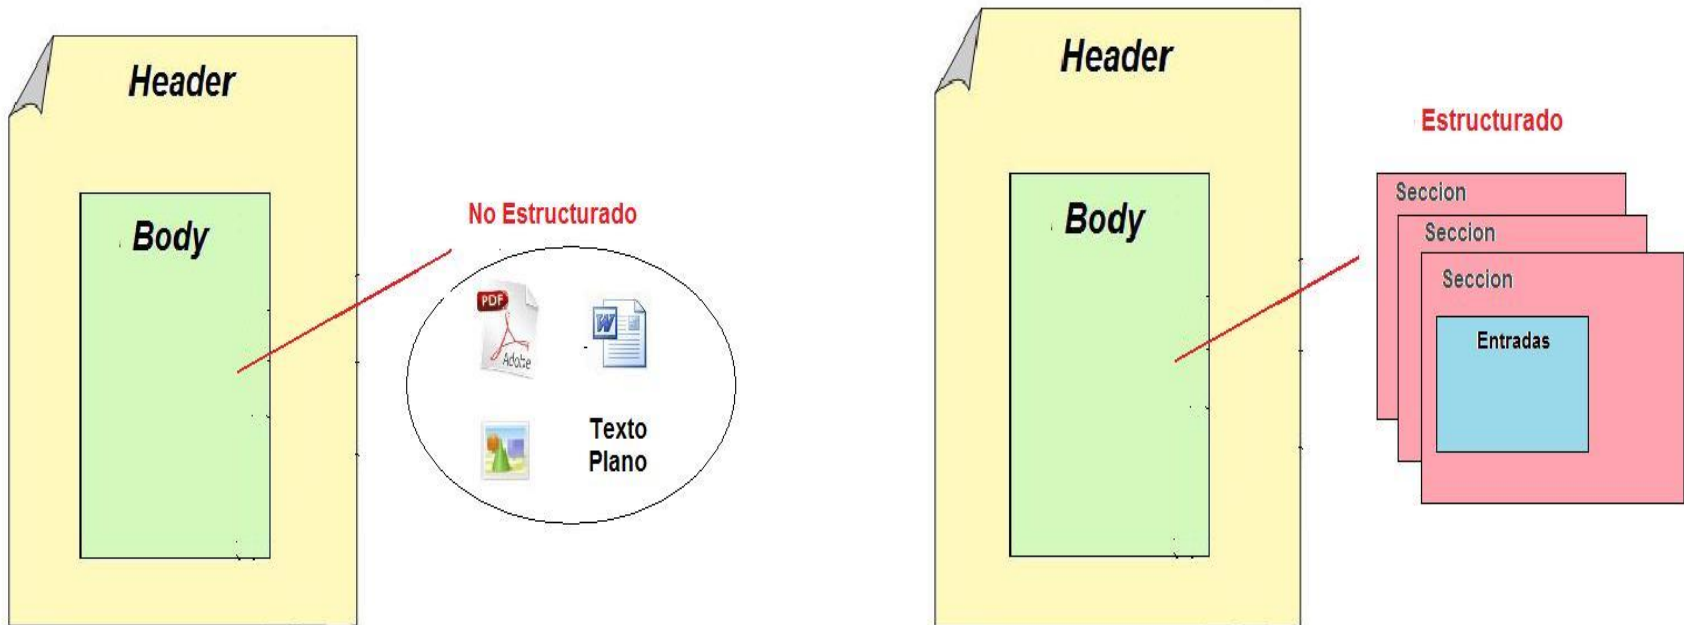 Header
Body
No Estructurado
PDF
W
Adobe
Texto
Plano
Header
Body
Estructurado
Seccion
Seccion
Seccion
Entradas